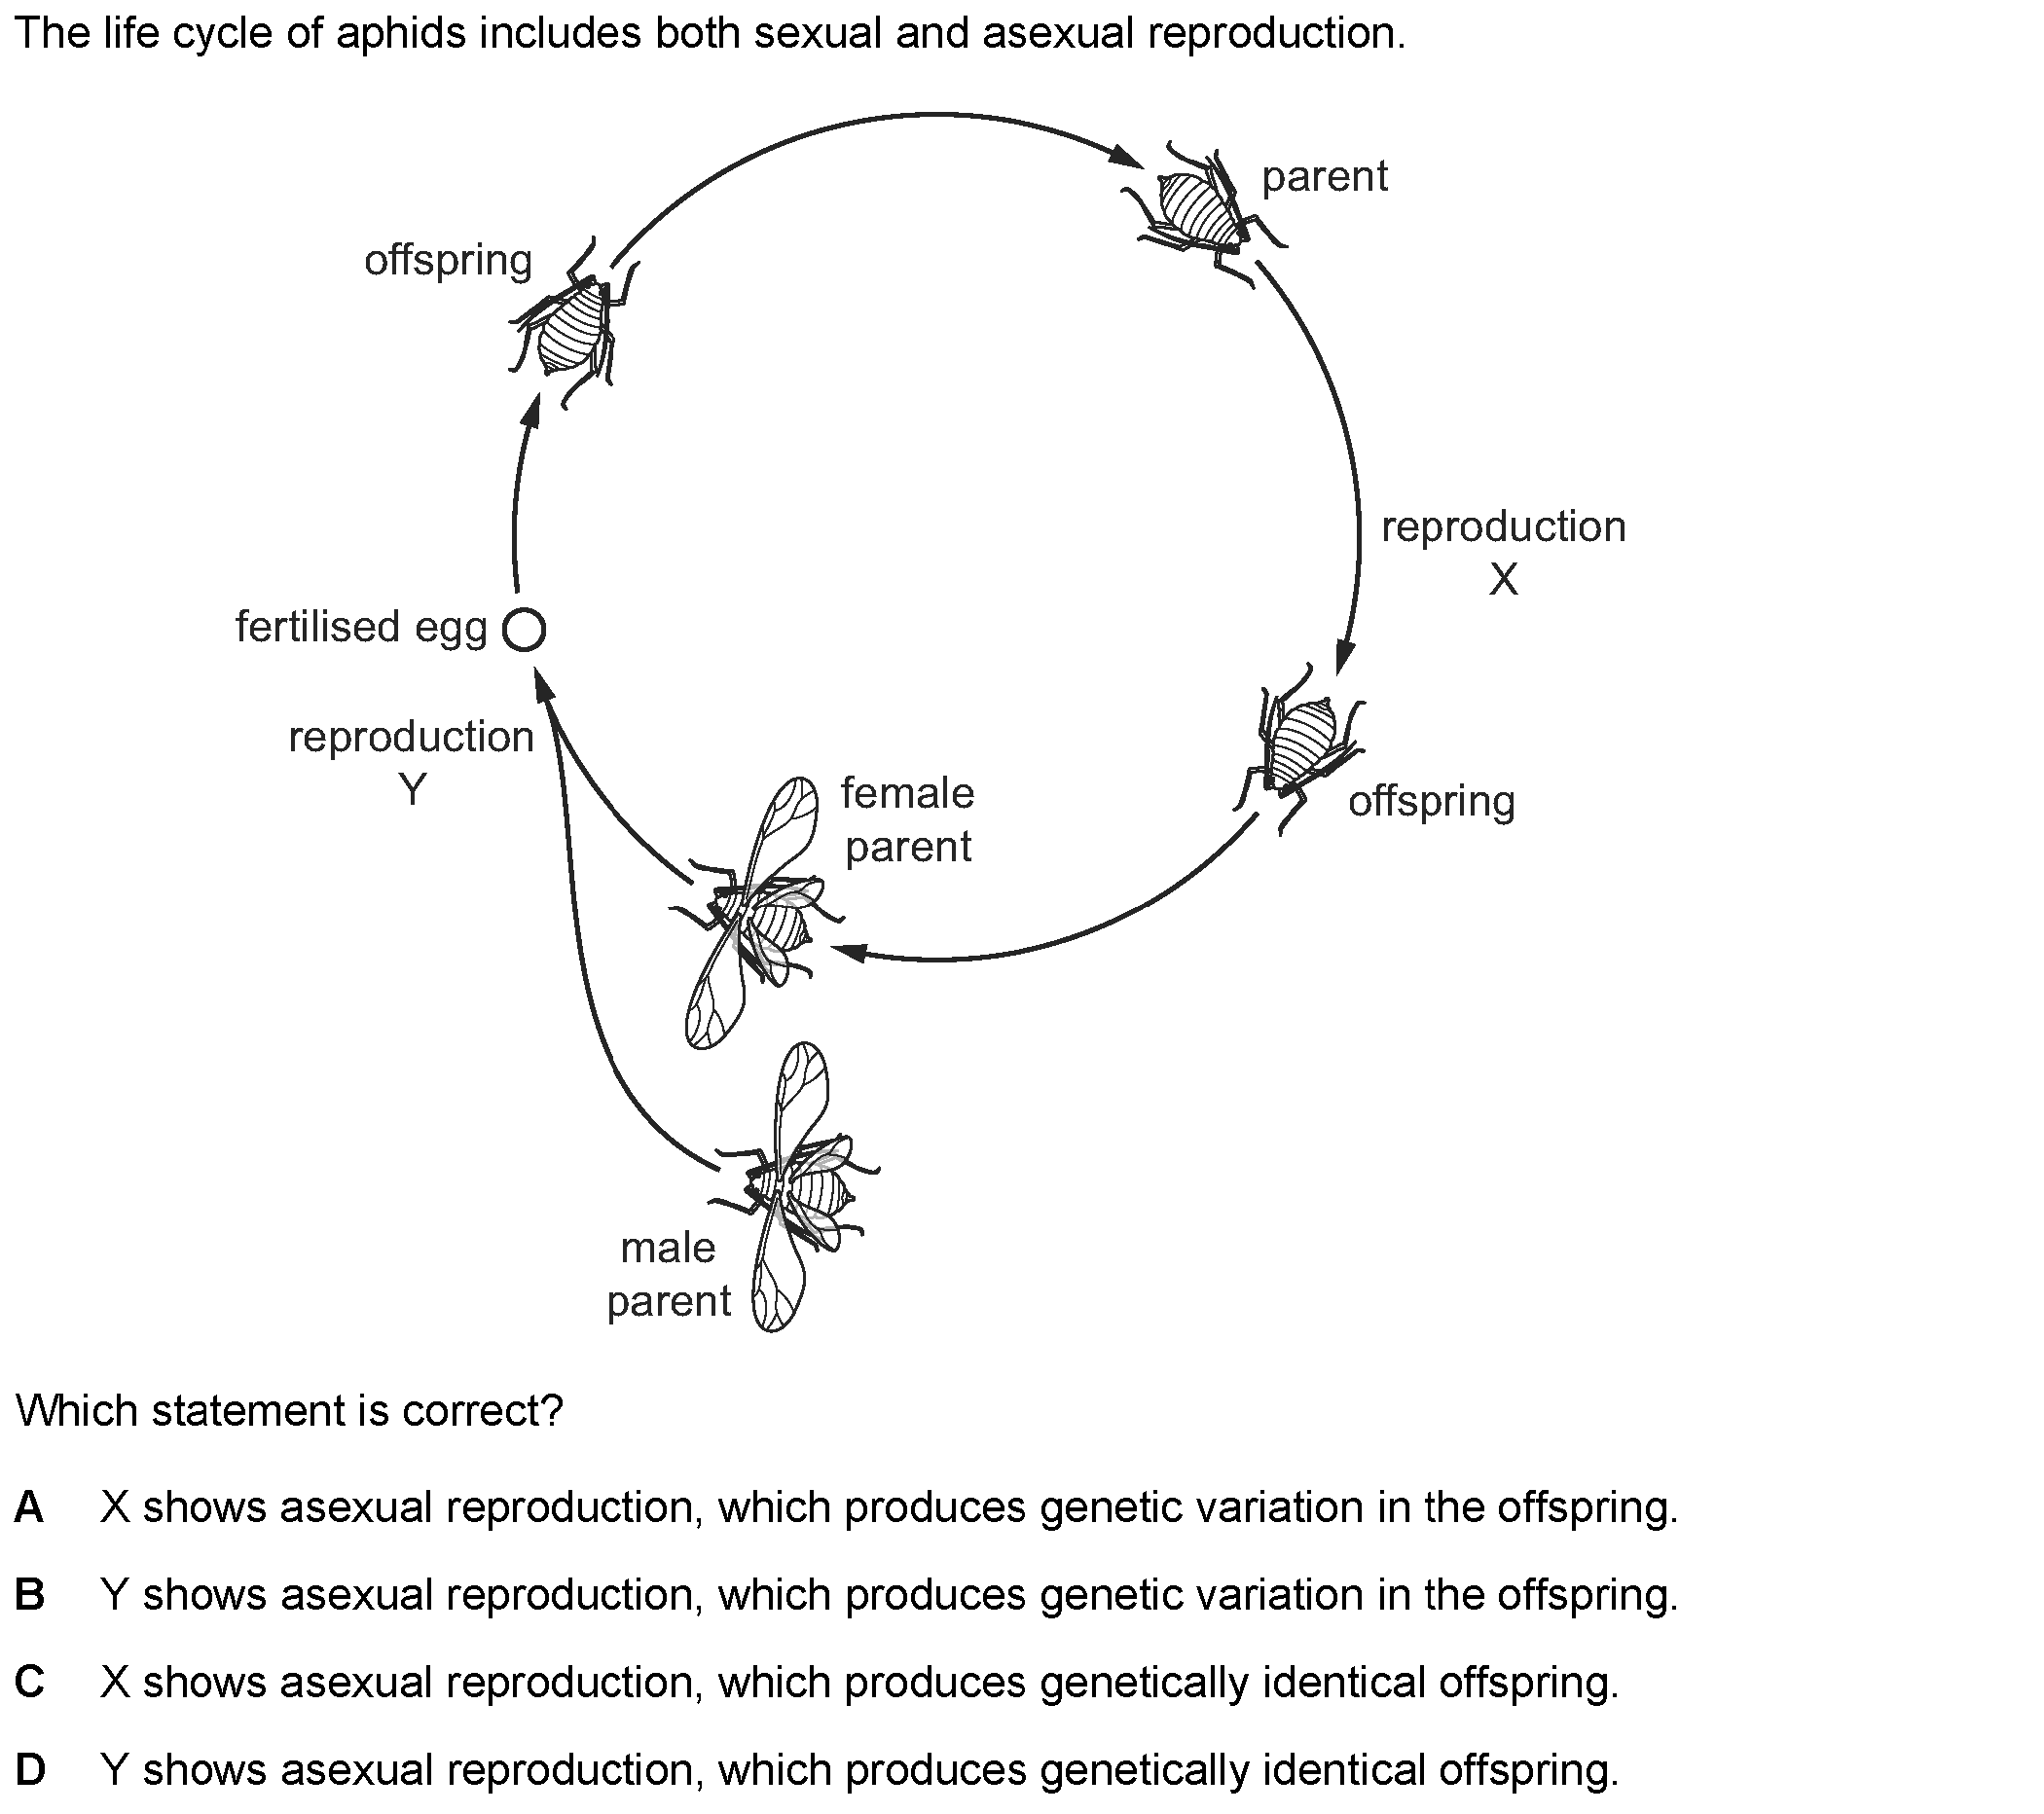 The life cycle of aphids includes both sexual and asexual reproduction.
parent
offspring
reproduction
X
fertilised egg
reproduction
Y
female
parent
offspring
male
parent
Which statement is correct?
A X shows asexual reproduction, which produces genetic variation in the offspring.
B Y shows asexual reproduction, which produces genetic variation in the offspring.
C X shows asexual reproduction, which produces genetically identical offspring.
D Y shows asexual reproduction, which produces genetically identical offspring.